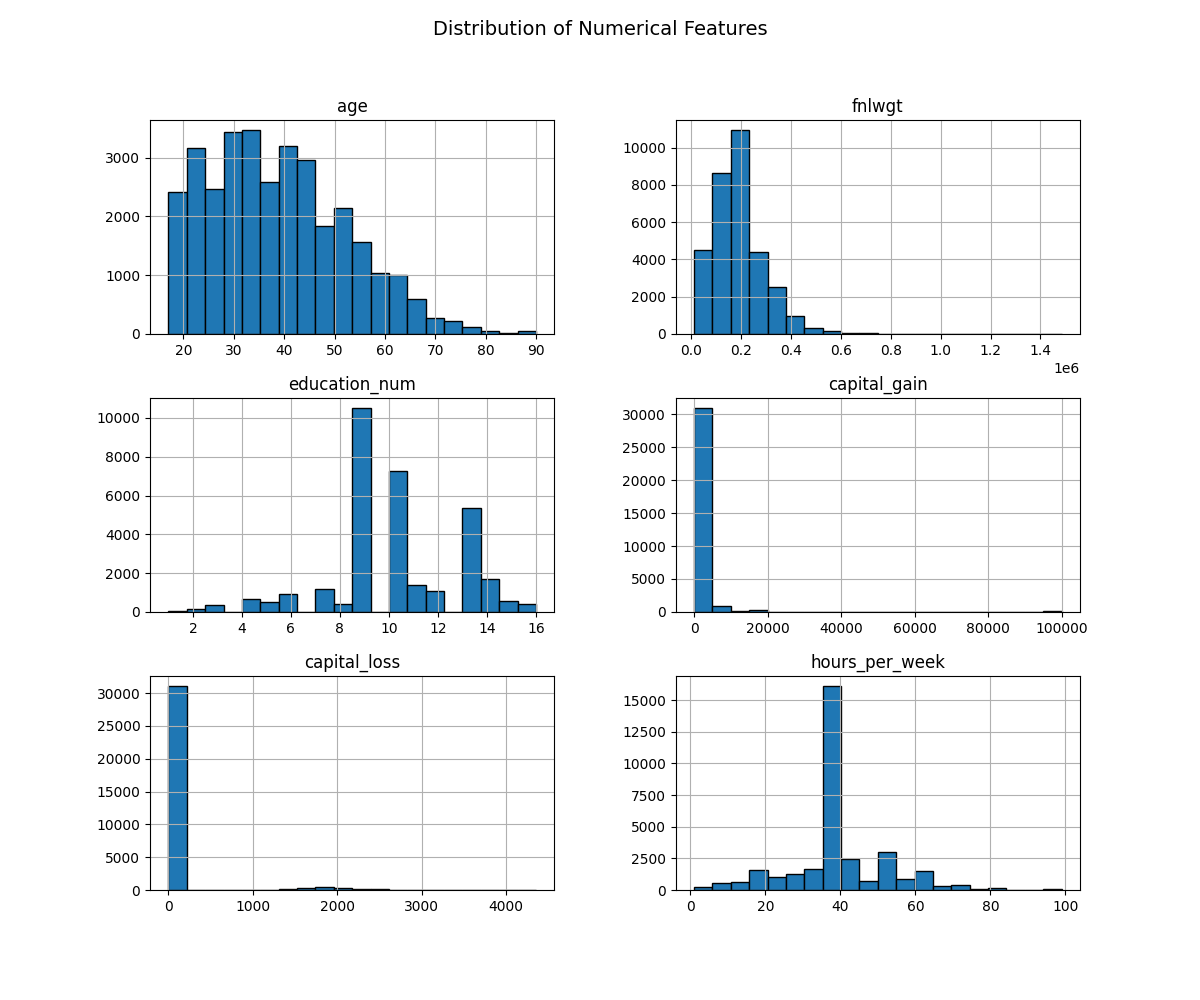 Distribution of Numerical Features
age
3000
2000
1000
0
20 30 40 50 60 70 80 90
fnlwgt
10000
8000
6000
4000
2000
0
0.0 0.2 0.4 0.6 0.8 1.0 1.2 1.4
1e6
education_num
10000
8000
6000
4000
2000
0
2 4 6 8 10 12 14 16
capital_gain
30000
25000
20000
15000
10000
5000
0
0 20000 40000 60000 80000 100000
capital_loss
30000
25000
20000
15000
10000
5000
0
0 1000 2000 3000 4000
hours_per_week
15000
12500
10000
7500
5000
2500
0
0 20 40 60 80 100